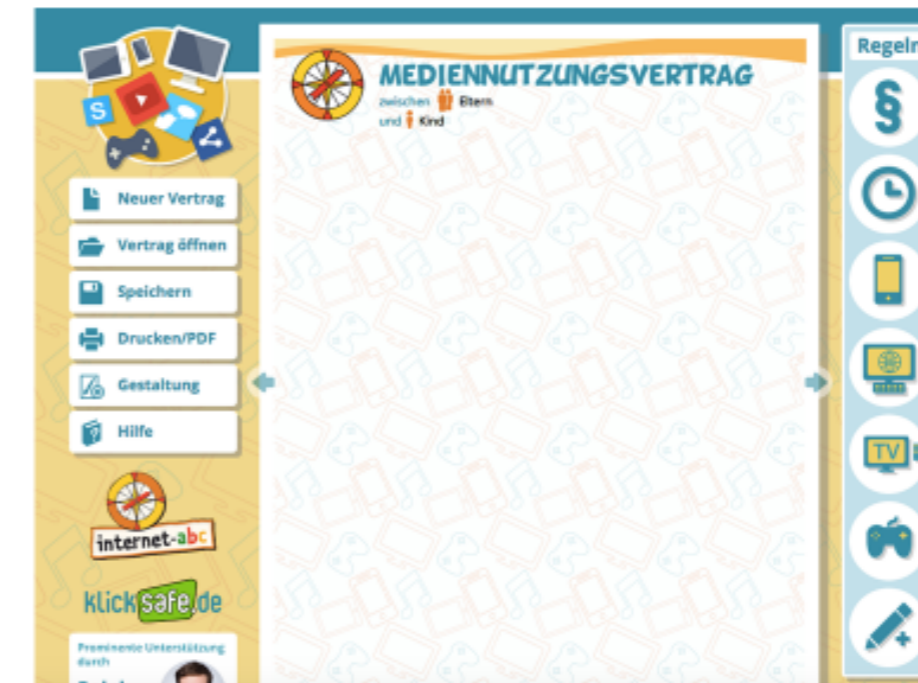 MEDIENNUTZUNGSVERTRAG
zwischen Eltern
und Kind
Neuer Vertrag
Vertrag öffnen
Speichern
Drucken/PDF
Gestaltung
Hilfe
internet-abc
klicksafe.de
Prominente Unterstützung
durch
Regeln
§
S
TV